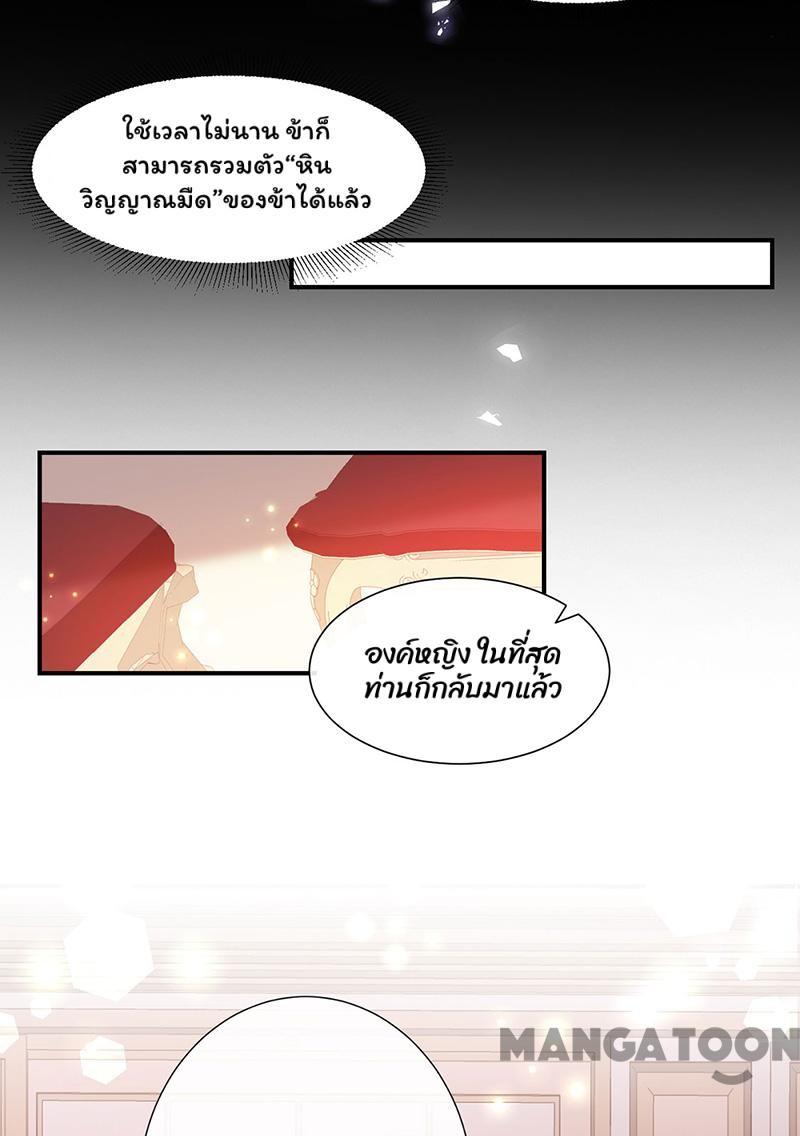 ใช้เวลาไม่นาน ข้าก็
สามารถรวมตัว“หิน
วิญญาณมืด”ของข้าได้แล้ว
องค์หญิง ในที่สุด
ท่านก็กลับมาแล้ว
MANGATOON